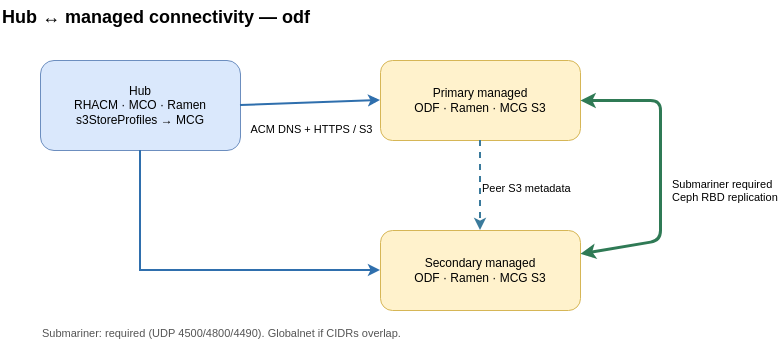 Hub ↔ managed connectivity — odf
Hub
RHACM · MCO · Ramen
s3StoreProfiles → MCG
Primary managed
ODF · Ramen · MCG S3
ACM DNS + HTTPS / S3
Peer S3 metadata
Submariner required
Ceph RBD replication
Secondary managed
ODF · Ramen · MCG S3
Submariner: required (UDP 4500/4800/4490). Globalnet if CIDRs overlap.